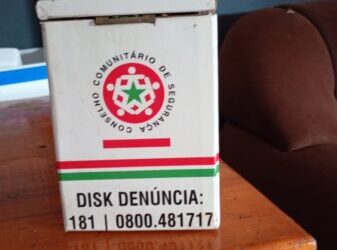 CONSELHO COMUNITÁRIO DE SEGURANÇA
DISK DENÚNCIA:
181 | 0800.481717